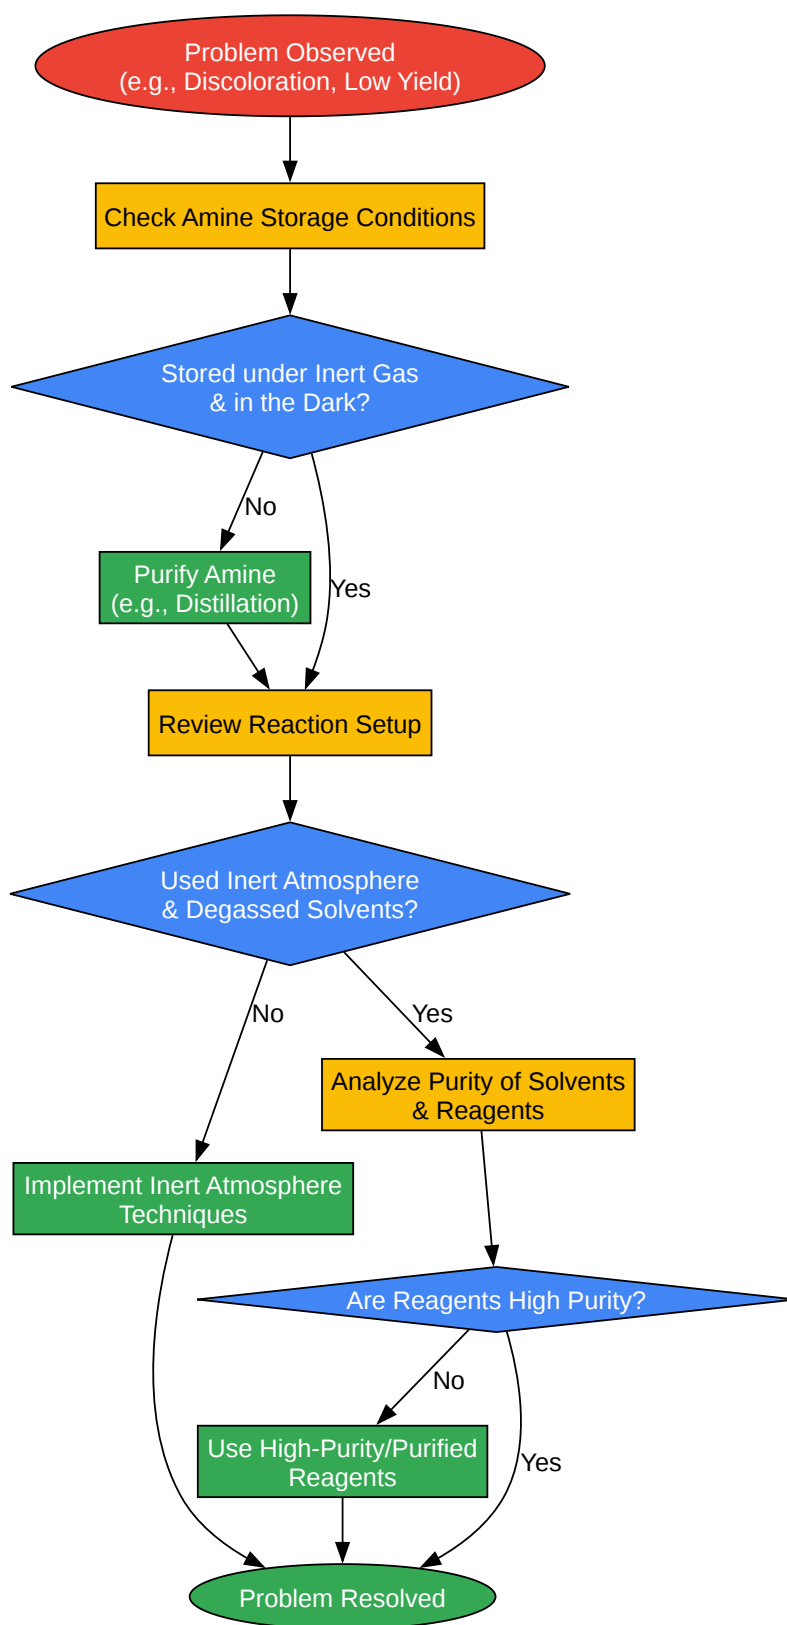 Problem Observed
(e.g., Discoloration, Low Yield)
Check Amine Storage Conditions
Stored under Inert Gas
& in the Dark?
No
Yes
Purify Amine
(e.g., Distillation)
Review Reaction Setup
Used Inert Atmosphere
& Degassed Solvents?
No
Yes
Analyze Purity of Solvents
& Reagents
Implement Inert Atmosphere
Techniques
Are Reagents High Purity?
No
Yes
Use High-Purity/Purified
Reagents
Problem Resolved